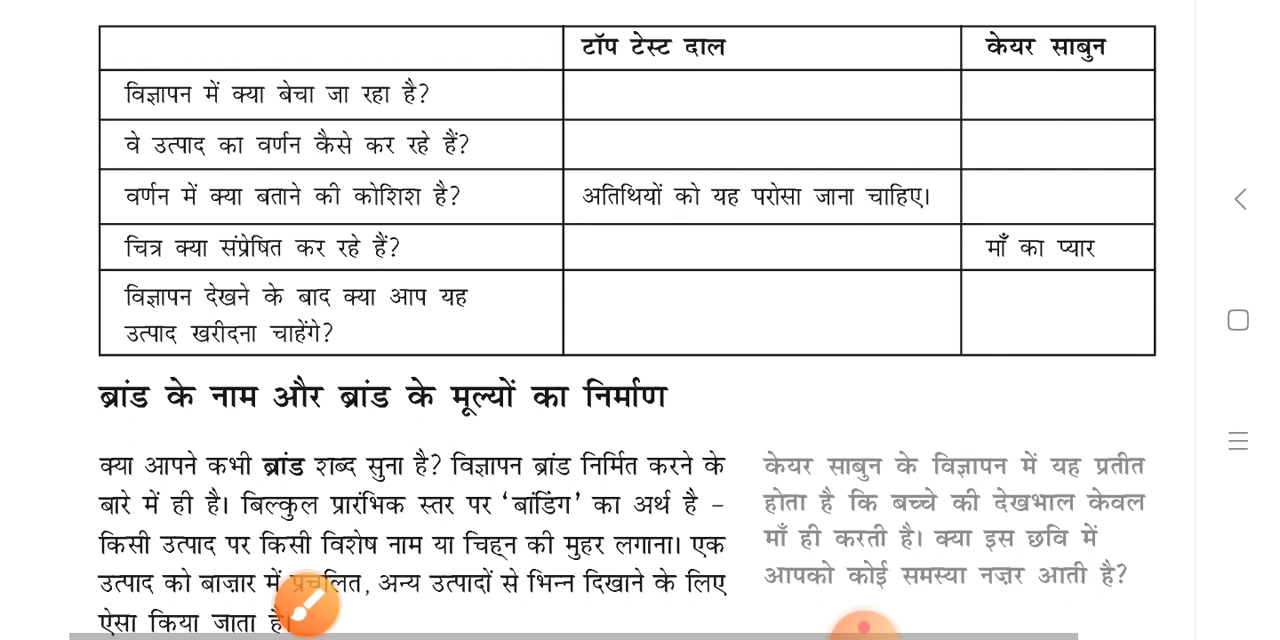 टॉप टेस्ट दाल केयर साबुन
विज्ञापन में क्या बेचा जा रहा है?
वे उत्पाद का वर्णन कैसे कर रहे हैं?
वर्णन में क्या बताने की कोशिश है? अतिथियों को यह परोसा जाना चाहिए।
चित्र क्या संप्रेषित कर रहे हैं? माँ का प्यार
विज्ञापन देखने के बाद क्या आप यह
उत्पाद खरीदना चाहेंगे?
ब्रांड के नाम और ब्रांड के मूल्यों का निर्माण
क्या आपने कभी ब्रांड शब्द सुना है? विज्ञापन ब्रांड निर्मित करने के
बारे में ही है। बिल्कुल प्रारंभिक स्तर पर ‘बांडिंग’ का अर्थ है –
किसी उत्पाद पर किसी विशेष नाम या चिह्न की मुहर लगाना। एक
उत्पाद को बाज़ार में प्रचलित, अन्य उत्पादों से भिन्न दिखाने के लिए
ऐसा किया जाता है।
केयर साबुन के विज्ञापन में यह प्रतीत
होता है कि बच्चे की देखभाल केवल
माँ ही करती है। क्या इस छवि में
आपको कोई समस्या नज़र आती है?